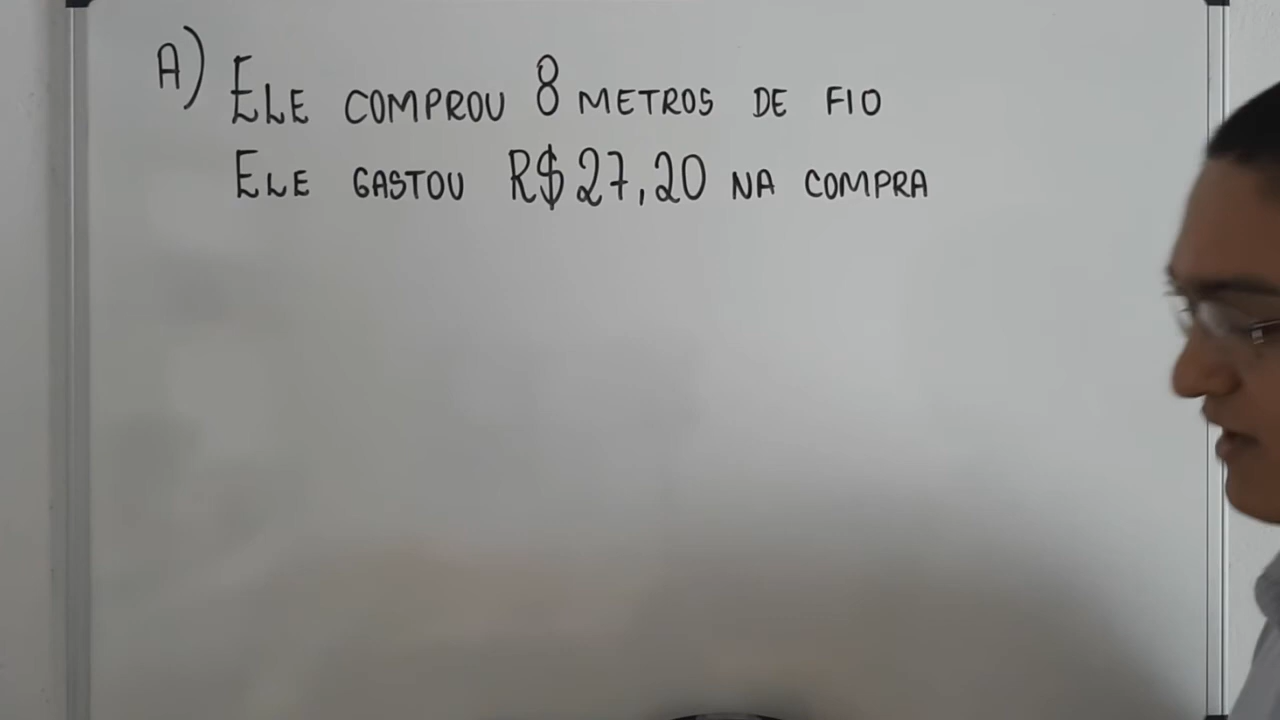 A) ELE COMPROU 8 METROS DE FIO
ELE GASTOU R$27,20 NA COMPRA